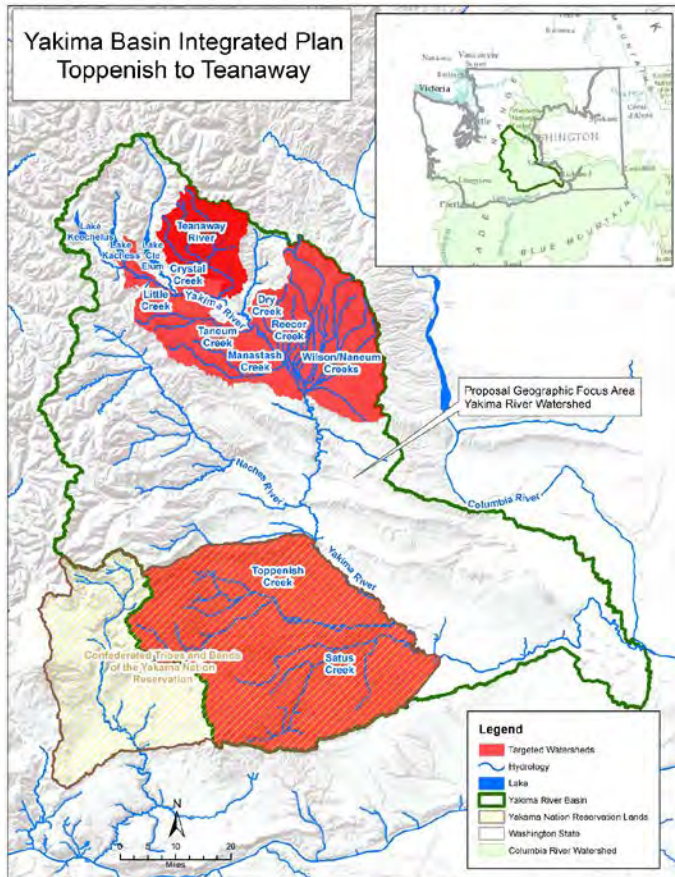 Yakima Basin Integrated Plan
Toppenish to Teanaway
Victoria
WASHINGTON
Spokane
Portland
BLUE MOUNTAINS
Teanaway
River
Lake
Keechelus
Lake
Kachess
Lake
Cle
Elum
Crystal
Creek
Little
Creek
Yakima River
Dry
Creek
Reecer
Creek
Taneum
Creek
Manastash
Creek
Wilson/Naneum
Creeks
Proposal Geographic Focus Area
Yakima River Watershed
Naches River
Columbia River
Yakima River
Toppenish
Creek
Confederated Tribes and Bands
of the Yakama Nation
Reservation
Satus
Creek
Legend
Targeted Watersheds
Hydrology
Lake
Yakima River Basin
Yakama Nation Reservation Lands
Washington State
Columbia River Watershed
N
0 5 10 20
Miles